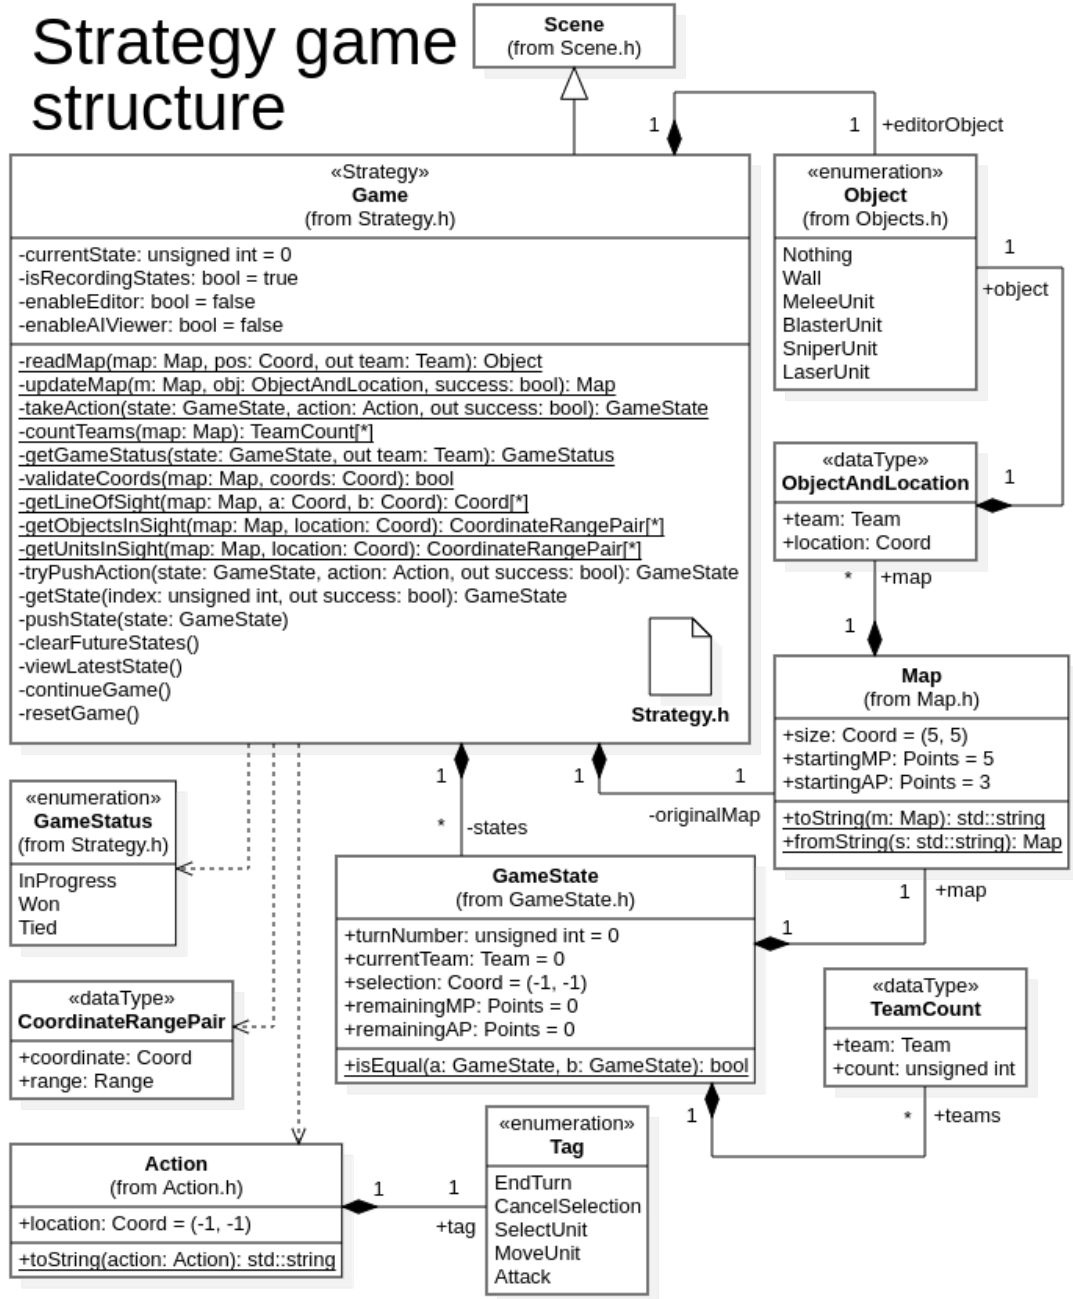 Strategy game
structure
Scene
(from Scene.h)
1
1
+editorObject
«Strategy»
Game
(from Strategy.h)
-currentState: unsigned int = 0
-isRecordingStates: bool = true
-enableEditor: bool = false
-enableAIViewer: bool = false
-readMap(map: Map, pos: Coord, out team: Team): Object
-updateMap(m: Map, obj: ObjectAndLocation, success: bool): Map
-takeAction(state: GameState, action: Action, out success: bool): GameState
-countTeams(map: Map): TeamCount[*]
-getGameStatus(state: GameState, out team: Team): GameStatus
-validateCoords(map: Map, coords: Coord): bool
-getLineOfSight(map: Map, a: Coord, b: Coord): Coord[*]
-getObjectsInSight(map: Map, location: Coord): CoordinateRangePair[*]
-getUnitsInSight(map: Map, location: Coord): CoordinateRangePair[*]
-tryPushAction(state: GameState, action: Action, out success: bool): GameState
-getState(index: unsigned int, out success: bool): GameState
-pushState(state: GameState)
-clearFutureStates()
-viewLatestState()
-continueGame()
-resetGame()
Strategy.h
«enumeration»
Object
(from Objects.h)
Nothing
Wall
MeleeUnit
BlasterUnit
SniperUnit
LaserUnit
1
+object
1
«dataType»
ObjectAndLocation
+team: Team
+location: Coord
* +map
1
Map
(from Map.h)
+size: Coord = (5, 5)
+startingMP: Points = 5
+startingAP: Points = 3
+toString(m: Map): std::string
+fromString(s: std::string): Map
1
* -states
1
1
-originalMap
1 +map
1
«enumeration»
GameStatus
(from Strategy.h)
InProgress
Won
Tied
GameState
(from GameState.h)
+turnNumber: unsigned int = 0
+currentTeam: Team = 0
+selection: Coord = (-1, -1)
+remainingMP: Points = 0
+remainingAP: Points = 0
+isEqual(a: GameState, b: GameState): bool
«dataType»
CoordinateRangePair
+coordinate: Coord
+range: Range
«dataType»
TeamCount
+team: Team
+count: unsigned int
1
* +teams
Action
(from Action.h)
+location: Coord = (-1, -1)
+toString(action: Action): std::string
1
1
+tag
«enumeration»
Tag
EndTurn
CancelSelection
SelectUnit
MoveUnit
Attack